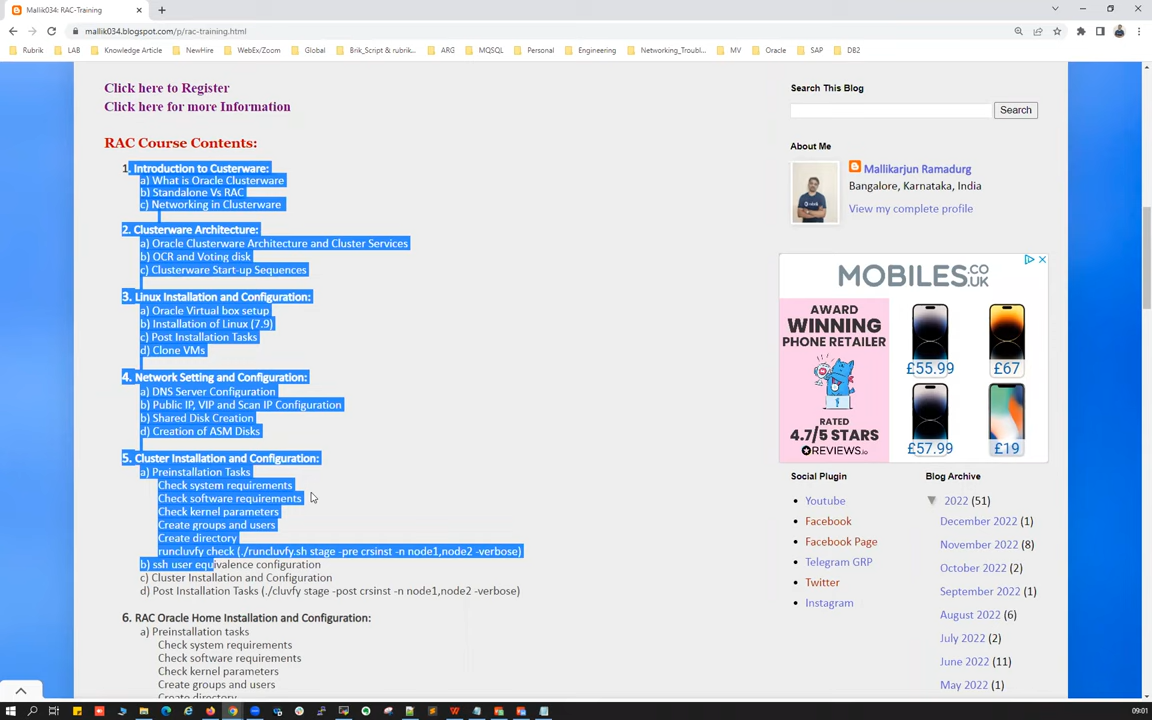 Mallik034: RAC-Training
mallik034.blogspot.com/p/rac-training.html
Rubrik
LAB
Knowledge Article
NewHire
WebEx/Zoom
Global
Brik_Script & rubrik...
ARG
MQSQL
Personal
Engineering
Networking_Troubl...
MV
Oracle
SAP
DB2
Click here to Register
Click here for more Information
RAC Course Contents:
1. Introduction to Custerware:
a) What is Oracle Clusterware
b) Standalone Vs RAC
c) Networking in Clusterware
2. Clusterware Architecture:
a) Oracle Clusterware Architecture and Cluster Services
b) OCR and Voting disk
c) Clusterware Start-up Sequences
3. Linux Installation and Configuration:
a) Oracle Virtual box setup
b) Installation of Linux (7.9)
c) Post Installation Tasks
d) Clone VMs
4. Network Setting and Configuration:
a) DNS Server Configuration
b) Public IP, VIP and Scan IP Configuration
b) Shared Disk Creation
d) Creation of ASM Disks
5. Cluster Installation and Configuration:
a) Preinstallation Tasks
Check system requirements
Check software requirements
Check kernel parameters
Create groups and users
Create directory
runcluvfy check (./runcluvfy.sh stage -pre crsinst -n node1,node2 -verbose)
b) ssh user equivalence configuration
c) Cluster Installation and Configuration
d) Post Installation Tasks (./cluvfy stage -post crsinst -n node1,node2 -verbose)
6. RAC Oracle Home Installation and Configuration:
a) Preinstallation tasks
Check system requirements
Check software requirements
Check kernel parameters
Create groups and users
Create directory
Search This Blog
Search
About Me
Mallikarjun Ramadurg
Bangalore, Karnataka, India
View my complete profile
MOBILES.CO.UK
AWARD
WINNING
PHONE RETAILER
RATED
4.7/5 STARS
REVIEWS.io
£55.99
£67
£57.99
£19
Social Plugin
Youtube
Facebook
Facebook Page
Telegram GRP
Twitter
Instagram
Blog Archive
2022 (51)
December 2022 (1)
November 2022 (8)
October 2022 (2)
September 2022 (1)
August 2022 (6)
July 2022 (2)
June 2022 (11)
May 2022 (1)
09:01